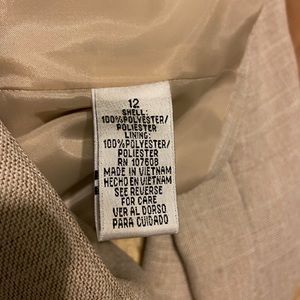 12
SHELL:
100%POLYESTER/
POLIESTER
LINING:
100%POLYESTER/
POLIESTER
RN 107608
MADE IN VIETNAM
HECHO EN VIETNAM
SEE REVERSE
FOR CARE
VER AL DORSO
PARA CUIDADO